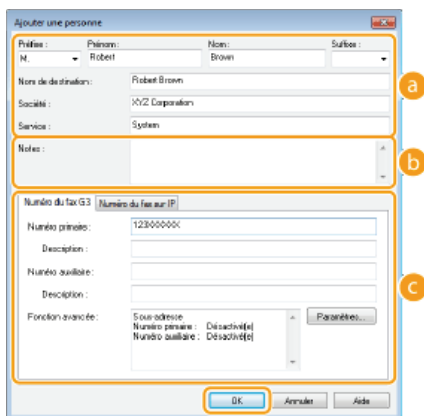 Ajouter une personne
Préfixe : Prénom : Nom : Suffixe :
M. Robert Brown
Nom de destination : Robert Brown
a
Société : XYZ Corporation
Service : System
Notes :
b
Numéro du fax G3 Numéro du fax sur IP
Numéro primaire : 123XXXXXX
Description :
Numéro auxiliaire :
c
Description :
Fonction avancée : Sous-adresse Paramètres...
Numéro primaire : Désactivé(e)
Numéro auxiliaire : Désactivé(e)
OK Annuler Aide